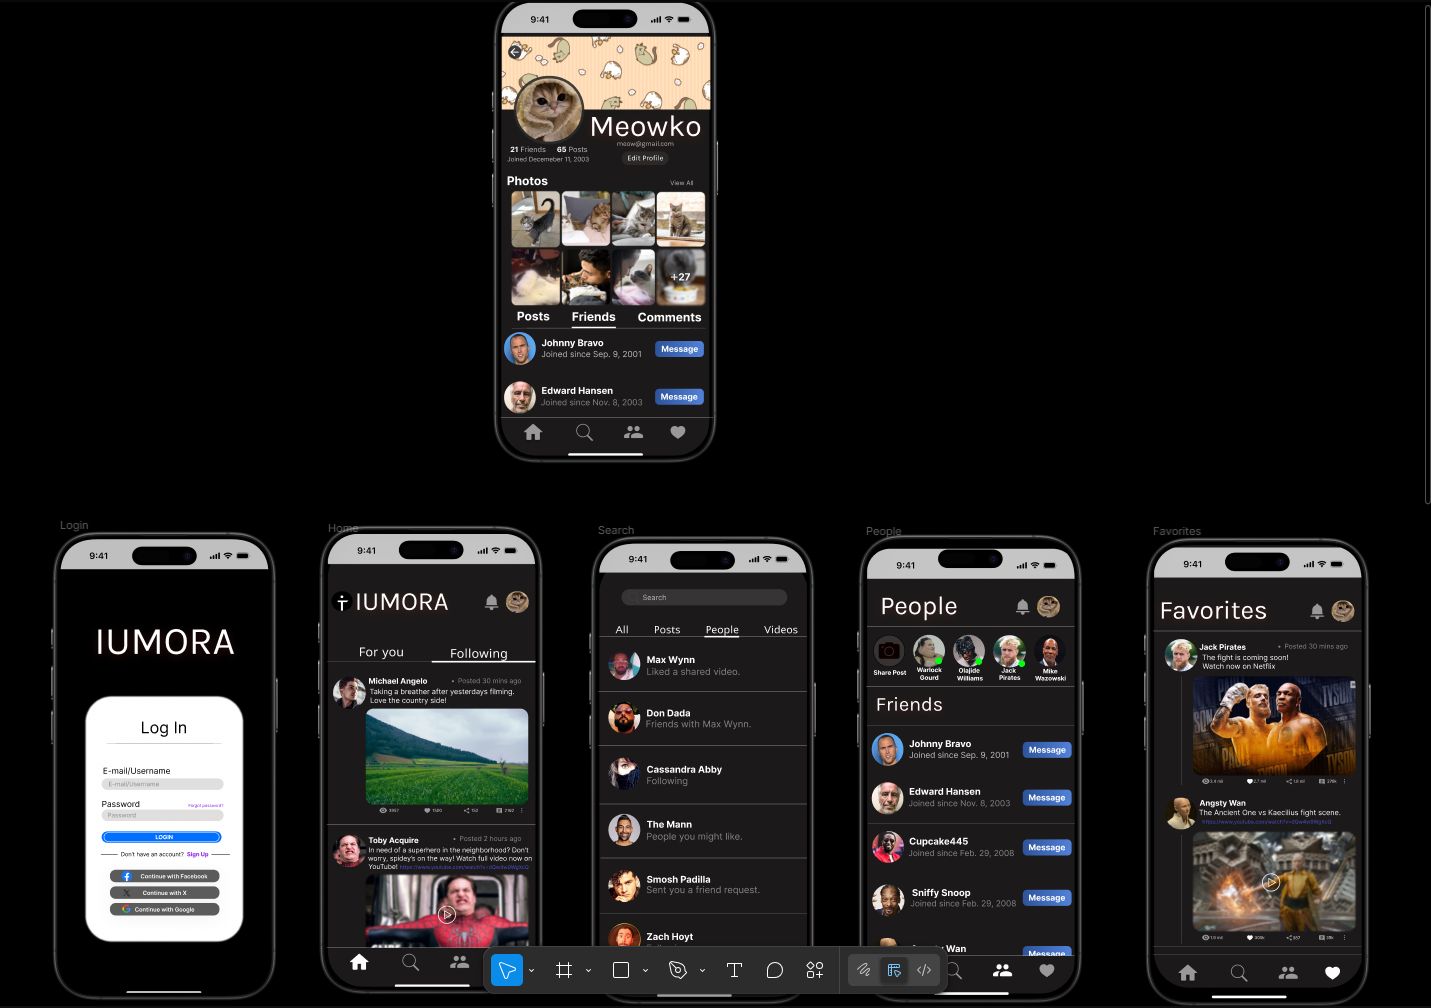 9:41
Meowko
meow@gmail.com
21 Friends 65 Posts
Joined Decemeber 11, 2003
Edit Profile
Photos
View All
+27
Posts Friends Comments
Johnny Bravo
Joined since Sep. 9, 2001
Message
Edward Hansen
Joined since Nov. 8, 2003
Message
Login
9:41
IUMORA
Log In
E-mail/Username
E-mail/Username
Password
Forgot password?
Password
LOGIN
Don't have an account? Sign Up
Continue with Facebook
Continue with X
Continue with Google
Home
9:41
IUMORA
For you Following
Michael Angelo
• Posted 30 mins ago
Taking a breather after yesterdays filming.
Love the country side!
Toby Acquire
• Posted 2 hours ago
In need of a superhero in the neighborhood? Don't
worry, spidey's on the way! Watch full video now on
YouTube!
Search
9:41
Search
All Posts People Videos
Max Wynn
Liked a shared video.
Don Dada
Friends with Max Wynn.
Cassandra Abby
Following
The Mann
People you might like.
Smosh Padilla
Sent you a friend request.
Zach Hoyt
People
9:41
People
Share Post
Warlock
Gourd
Olajide
Williams
Jack
Pirates
Mike
Wazowski
Friends
Johnny Bravo
Joined since Sep. 9, 2001
Message
Edward Hansen
Joined since Nov. 8, 2003
Message
Cupcake445
Joined since Feb. 29, 2008
Message
Sniffy Snoop
Joined since Feb. 29, 2008
Message
Angsty Wan
Message
Favorites
9:41
Favorites
Jack Pirates
• Posted 30 mins ago
The fight is coming soon!
Watch now on Netflix
TYSON
PAUL
Angsty Wan
The Ancient One vs Kaecilius fight scene.